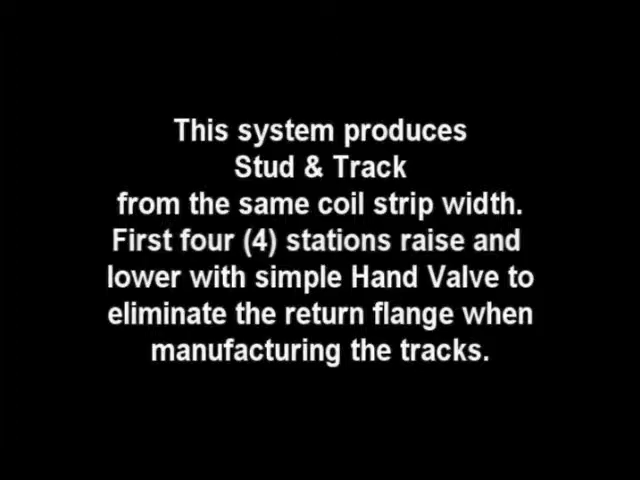 This system produces
Stud & Track
from the same coil strip width.
First four (4) stations raise and
lower with simple Hand Valve to
eliminate the return flange when
manufacturing the tracks.